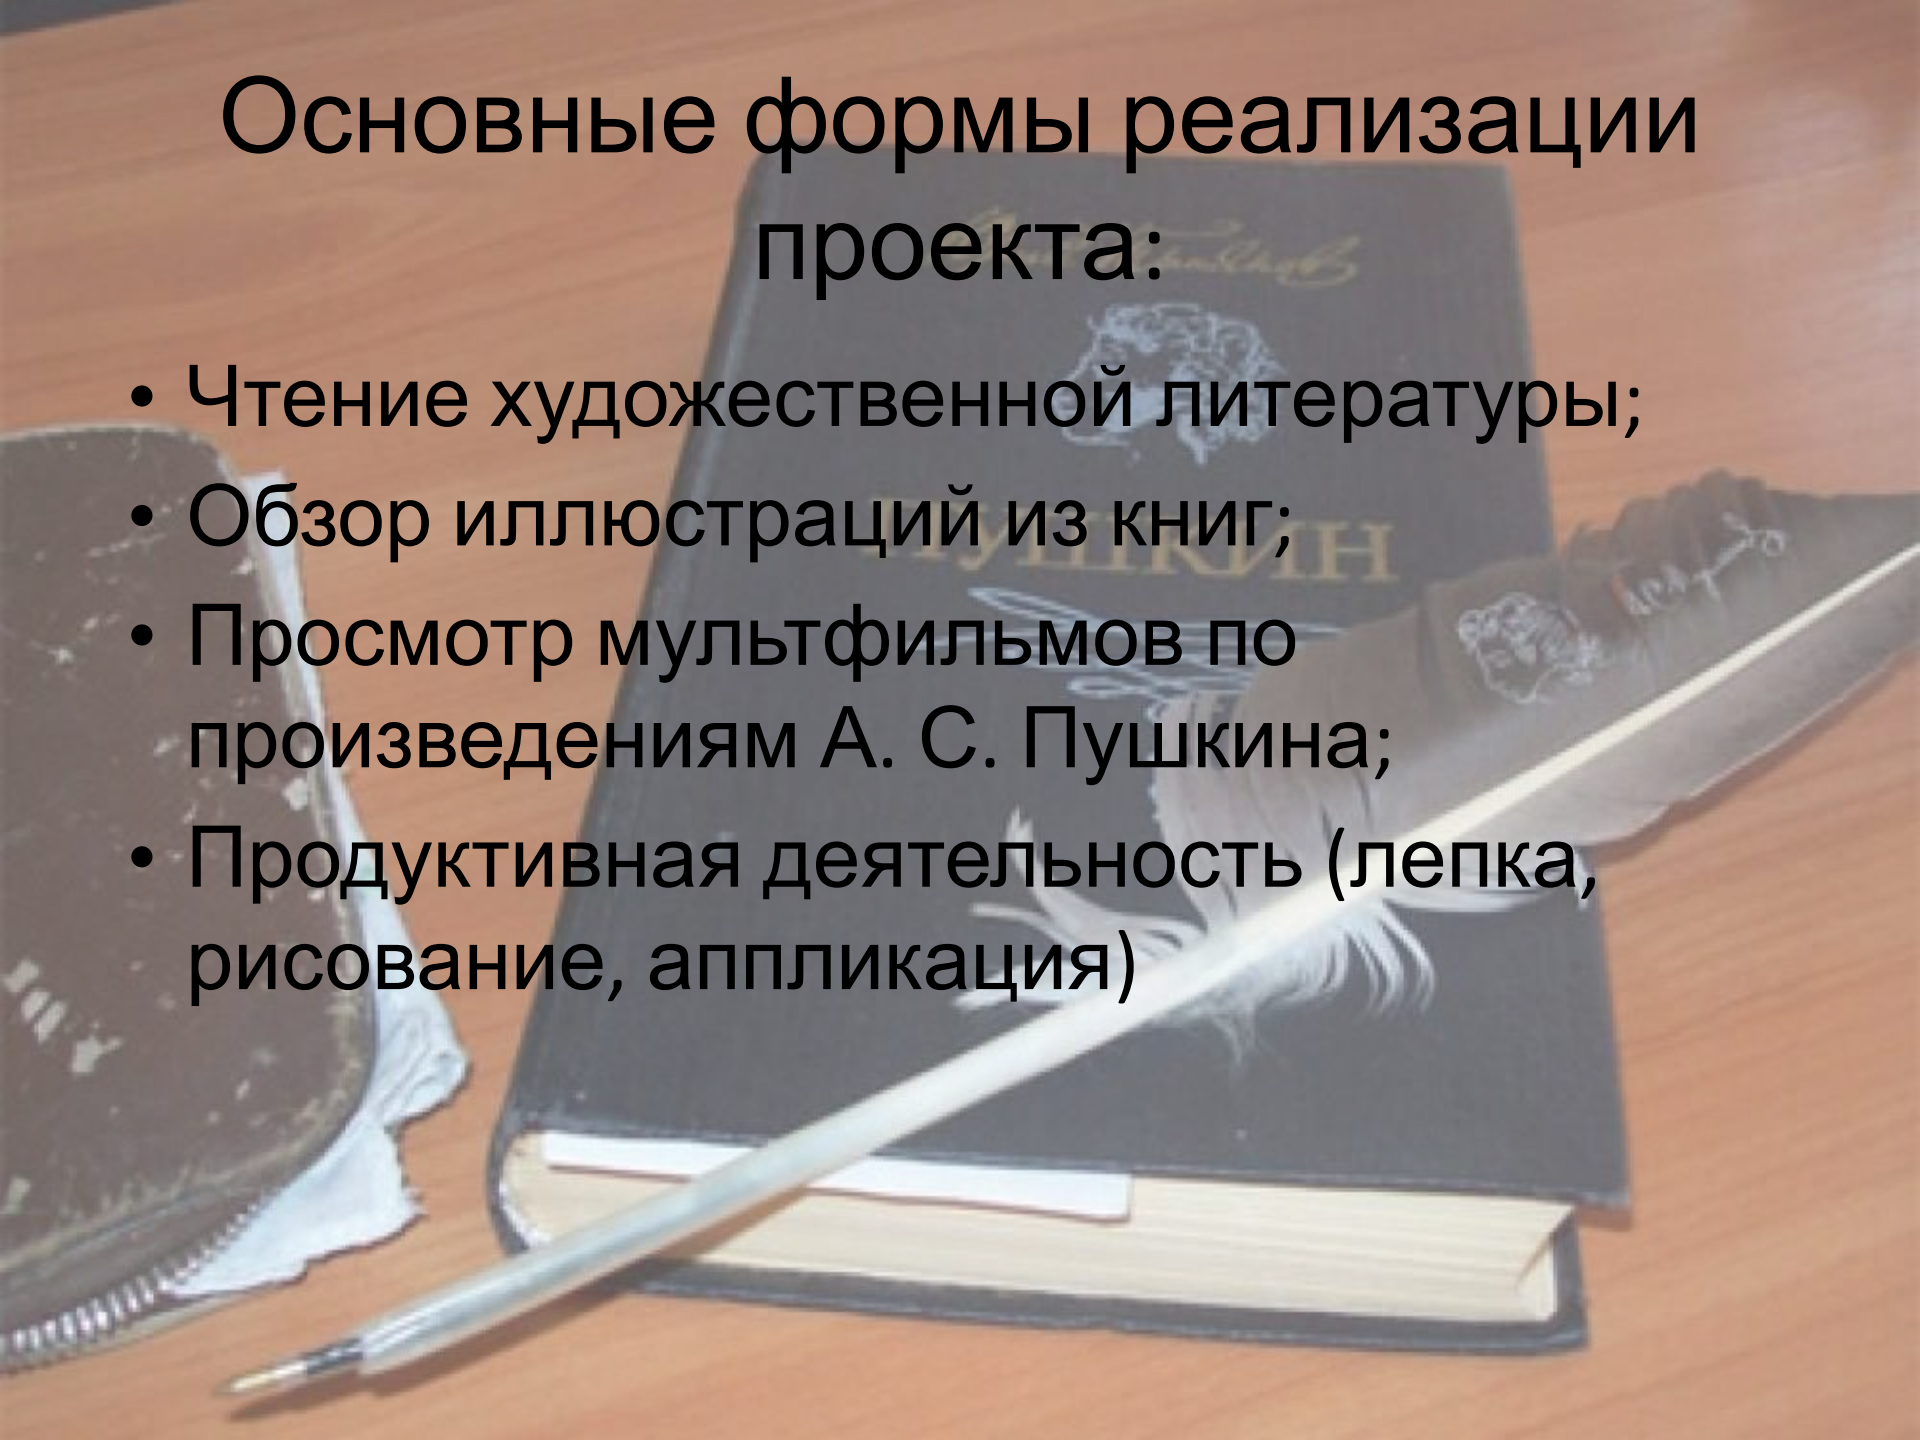 Основные формы реализации
проекта:
• Чтение художественной литературы;
• Обзор иллюстраций из книг;
• Просмотр мультфильмов по
произведениям А. С. Пушкина;
• Продуктивная деятельность (лепка,
рисование, аппликация)
ПУШКИН